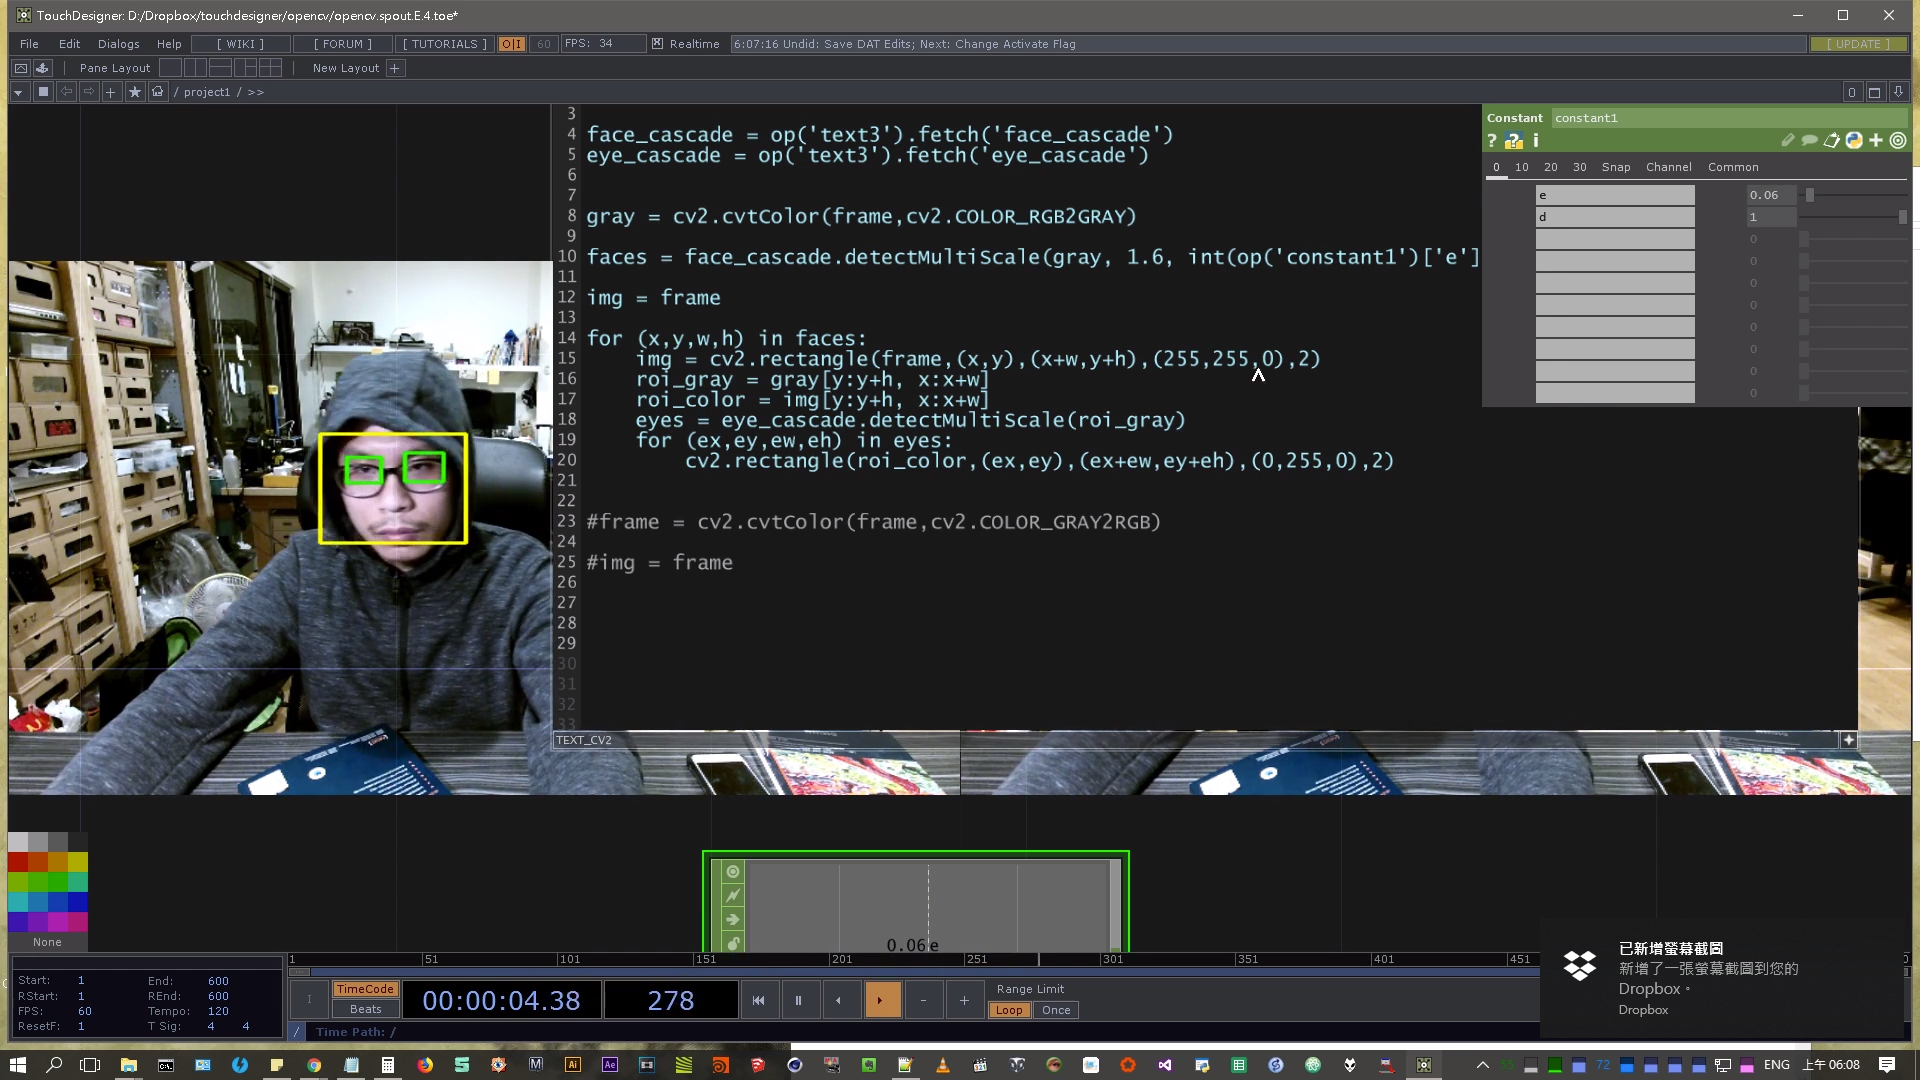 TouchDesigner: D:/Dropbox/touchdesigner/opencv/opencv.spout.E.4.toe*
File Edit Dialogs Help [ WIKI ] [ FORUM ] [ TUTORIALS ] O|I 60 FPS: 34 Realtime 6:07:16 Undid: Save DAT Edits; Next: Change Activate Flag [ UPDATE ]
Pane Layout New Layout +
/ project1 / >> 0
3
4 face_cascade = op('text3').fetch('face_cascade')
5 eye_cascade = op('text3').fetch('eye_cascade')
6
7
8 gray = cv2.cvtColor(frame,cv2.COLOR_RGB2GRAY)
9
10 faces = face_cascade.detectMultiScale(gray, 1.6, int(op('constant1')['e']
11
12 img = frame
13
14 for (x,y,w,h) in faces:
15 img = cv2.rectangle(frame,(x,y),(x+w,y+h),(255,255,0),2)
16 roi_gray = gray[y:y+h, x:x+w]
17 roi_color = img[y:y+h, x:x+w]
18 eyes = eye_cascade.detectMultiScale(roi_gray)
19 for (ex,ey,ew,eh) in eyes:
20 cv2.rectangle(roi_color,(ex,ey),(ex+ew,ey+eh),(0,255,0),2)
21
22
23 #frame = cv2.cvtColor(frame,cv2.COLOR_GRAY2RGB)
24
25 #img = frame
26
27
28
29
30
31
32
33
TEXT_CV2
Constant constant1
? ? i
0 10 20 30 Snap Channel Common
e 0.06
d 1
0
0
0
0
0
0
0
0
0.06 e
None
1 51 101 151 201 251 301 351 401 451
Start: 1 End: 600
RStart: 1 REnd: 600
FPS: 60 Tempo: 120
ResetF: 1 T Sig: 4 4
TimeCode
Beats
00:00:04.38 278
Range Limit
Loop Once
/ Time Path: /
已新增螢幕截圖
新增了一張螢幕截圖到您的
Dropbox。
Dropbox
Ai Ae 55 72 ENG 上午 06:08